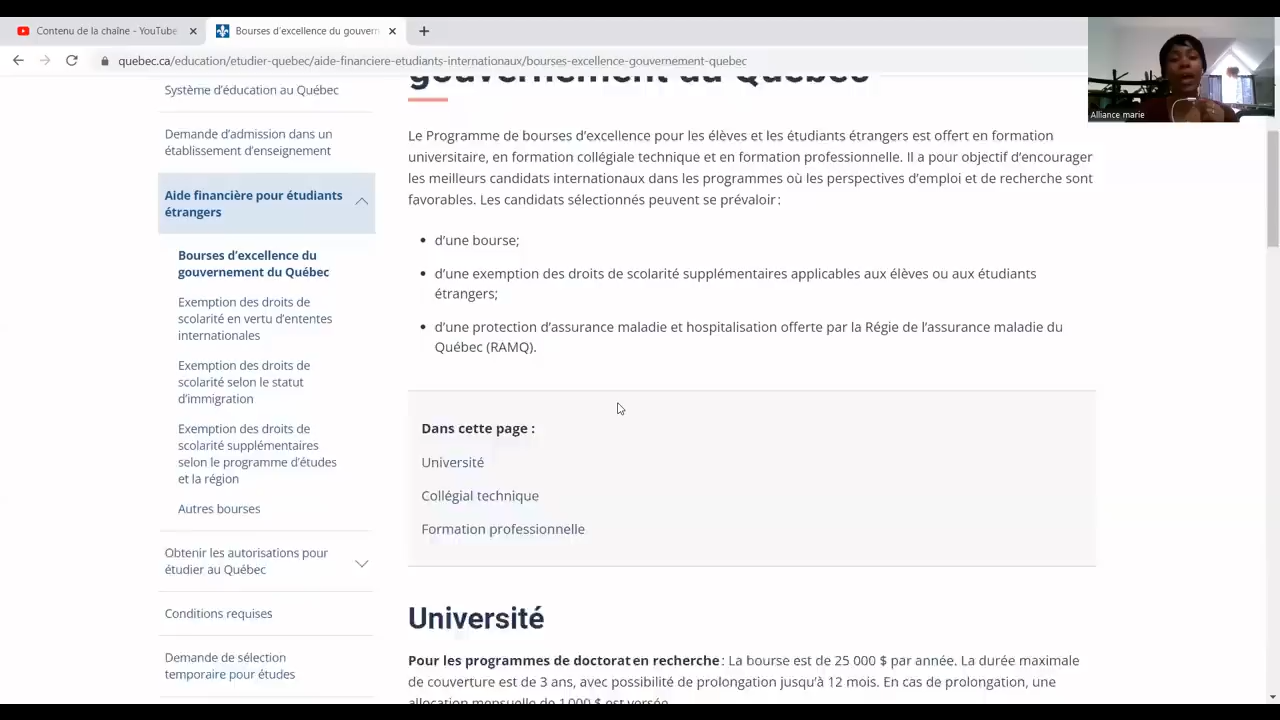 Contenu de la chaîne - YouTube
Bourses d'excellence du gouvern
quebec.ca/education/etudier-quebec/aide-financiere-etudiants-internationaux/bourses-excellence-gouvernement-quebec
Alliance marie
Système d'éducation au Québec
Demande d'admission dans un
établissement d'enseignement
Aide financière pour étudiants
étrangers
Bourses d'excellence du
gouvernement du Québec
Exemption des droits de
scolarité en vertu d'ententes
internationales
Exemption des droits de
scolarité selon le statut
d'immigration
Exemption des droits de
scolarité supplémentaires
selon le programme d'études
et la région
Autres bourses
Obtenir les autorisations pour
étudier au Québec
Conditions requises
Demande de sélection
temporaire pour études
gouvernement du Québec
Le Programme de bourses d'excellence pour les élèves et les étudiants étrangers est offert en formation
universitaire, en formation collégiale technique et en formation professionnelle. Il a pour objectif d'encourager
les meilleurs candidats internationaux dans les programmes où les perspectives d'emploi et de recherche sont
favorables. Les candidats sélectionnés peuvent se prévaloir :
• d'une bourse;
• d'une exemption des droits de scolarité supplémentaires applicables aux élèves ou aux étudiants
étrangers;
• d'une protection d'assurance maladie et hospitalisation offerte par la Régie de l'assurance maladie du
Québec (RAMQ).
Dans cette page :
Université
Collégial technique
Formation professionnelle
Université
Pour les programmes de doctorat en recherche : La bourse est de 25 000 $ par année. La durée maximale
de couverture est de 3 ans, avec possibilité de prolongation jusqu'à 12 mois. En cas de prolongation, une
allocation mensuelle de 1 000 $ est versée.